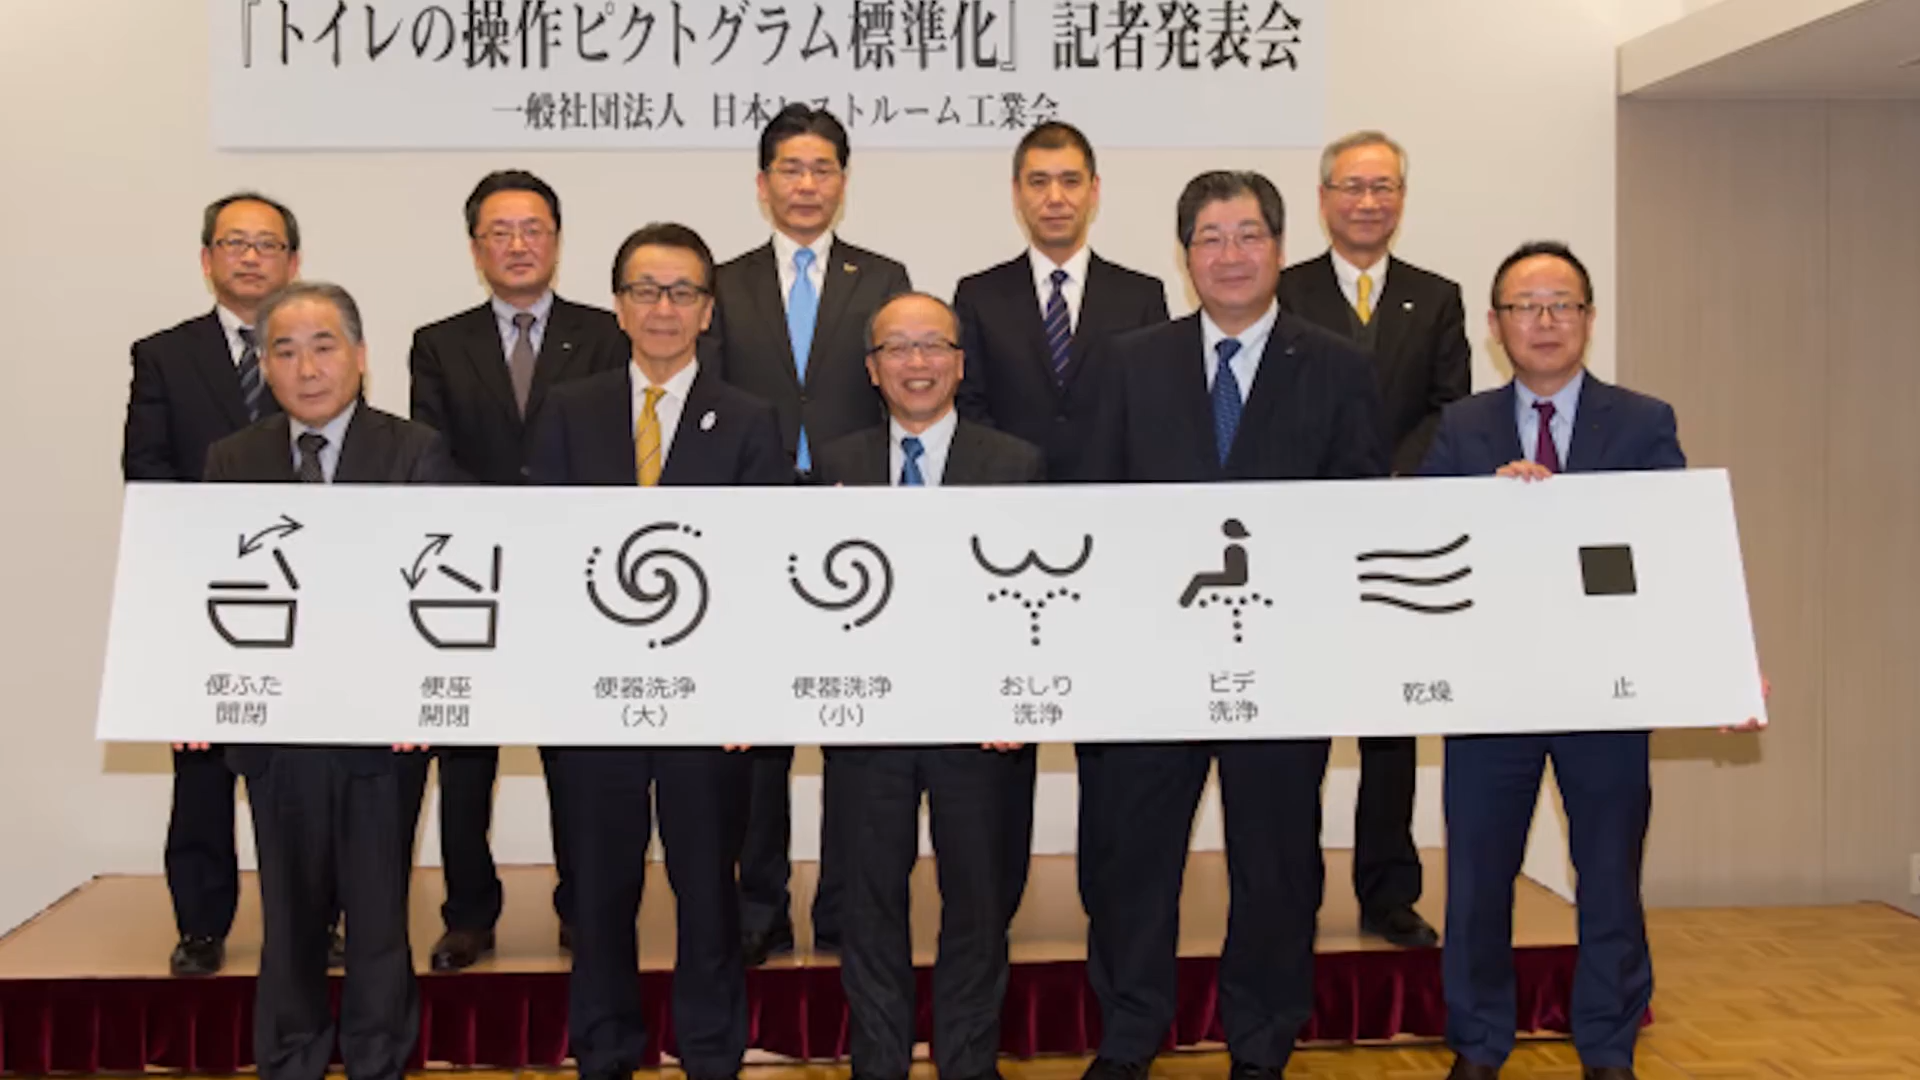 『トイレの操作ピクトグラム標準化』記者発表会
一般社団法人 日本レストルーム工業会
便ふた
開閉
便座
開閉
便器洗浄
(大)
便器洗浄
(小)
おしり
洗浄
ビデ
洗浄
乾燥
止